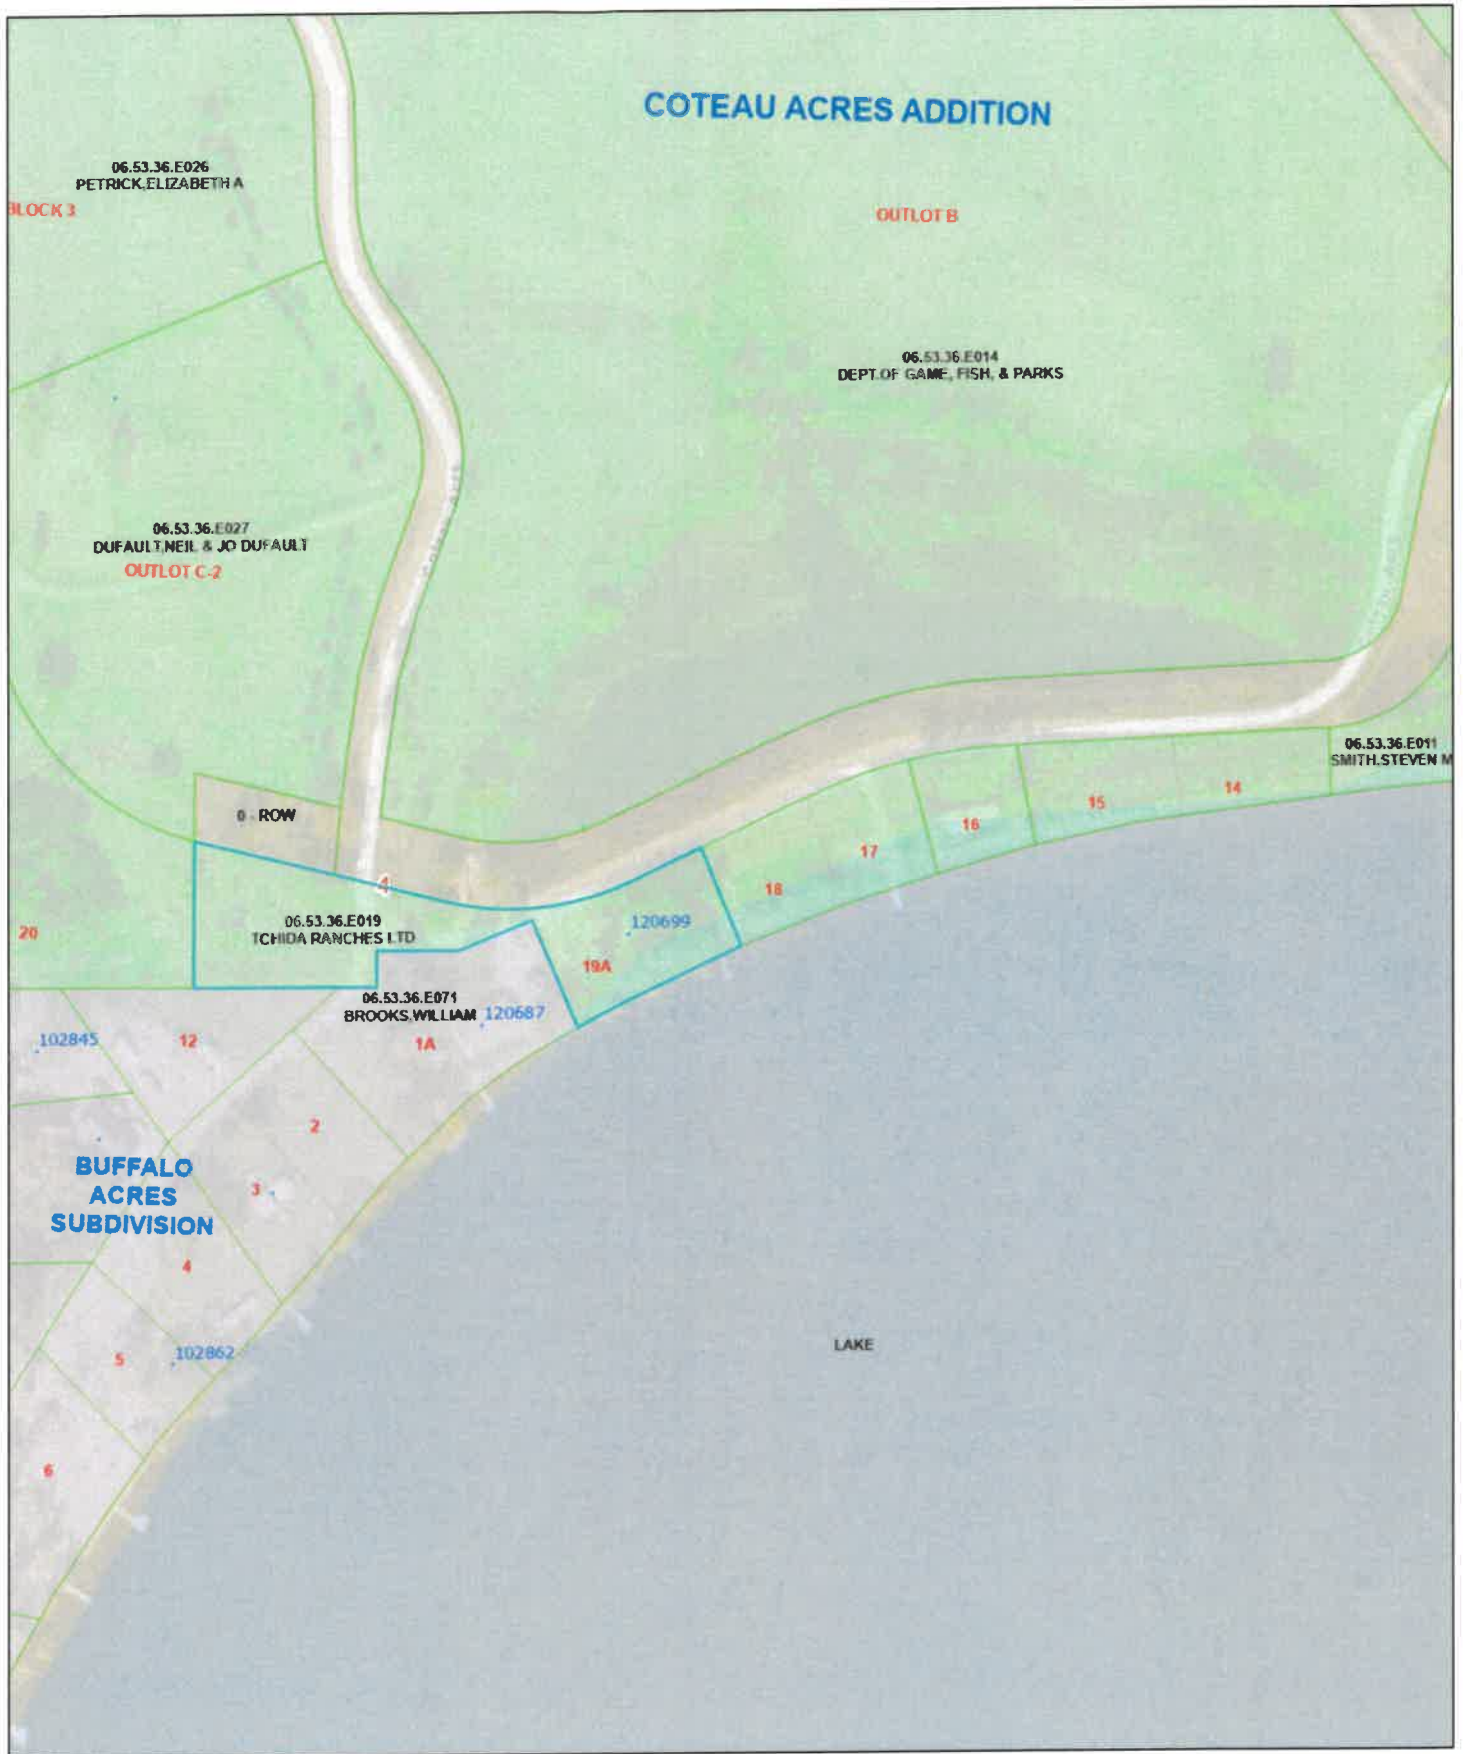 COTEAU ACRES ADDITION
06.53.36.E026
PETRICK,ELIZABETH A
BLOCK 3
OUTLOT B
06.53.36.E014
DEPT.OF GAME, FISH, & PARKS
06.53.36.E027
DUFAULT,NEIL & JO DUFAULT
OUTLOT C-2
06.53.36.E011
SMITH,STEVEN M
14
15
0 - ROW
16
17
18
4
06.53.36.E019
TCHIDA RANCHES LTD
120699
20
19A
06.53.36.E071
BROOKS,WILLIAM
120687
102845
12
1A
2
BUFFALO
ACRES
SUBDIVISION
3
4
LAKE
5
102862
6